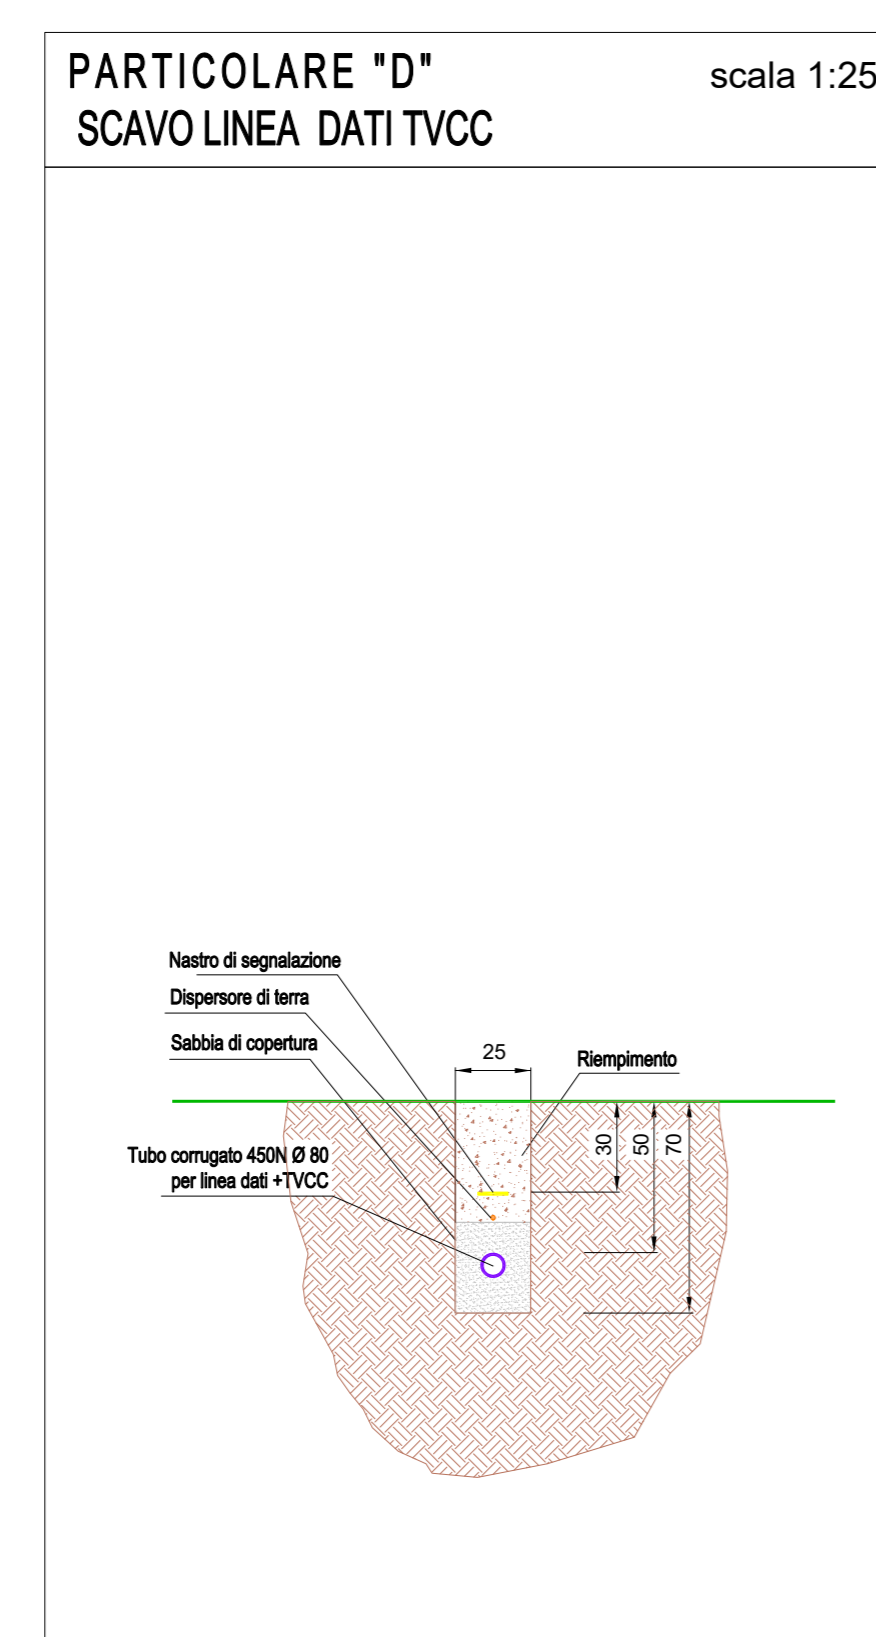 PARTICOLARE "D"
scala 1:25
SCAVO LINEA DATI TVCC
Nastro di segnalazione
Dispersore di terra
Sabbia di copertura
25
Riempimento
30
50
70
Tubo corrugato 450N Ø 80
per linea dati +TVCC